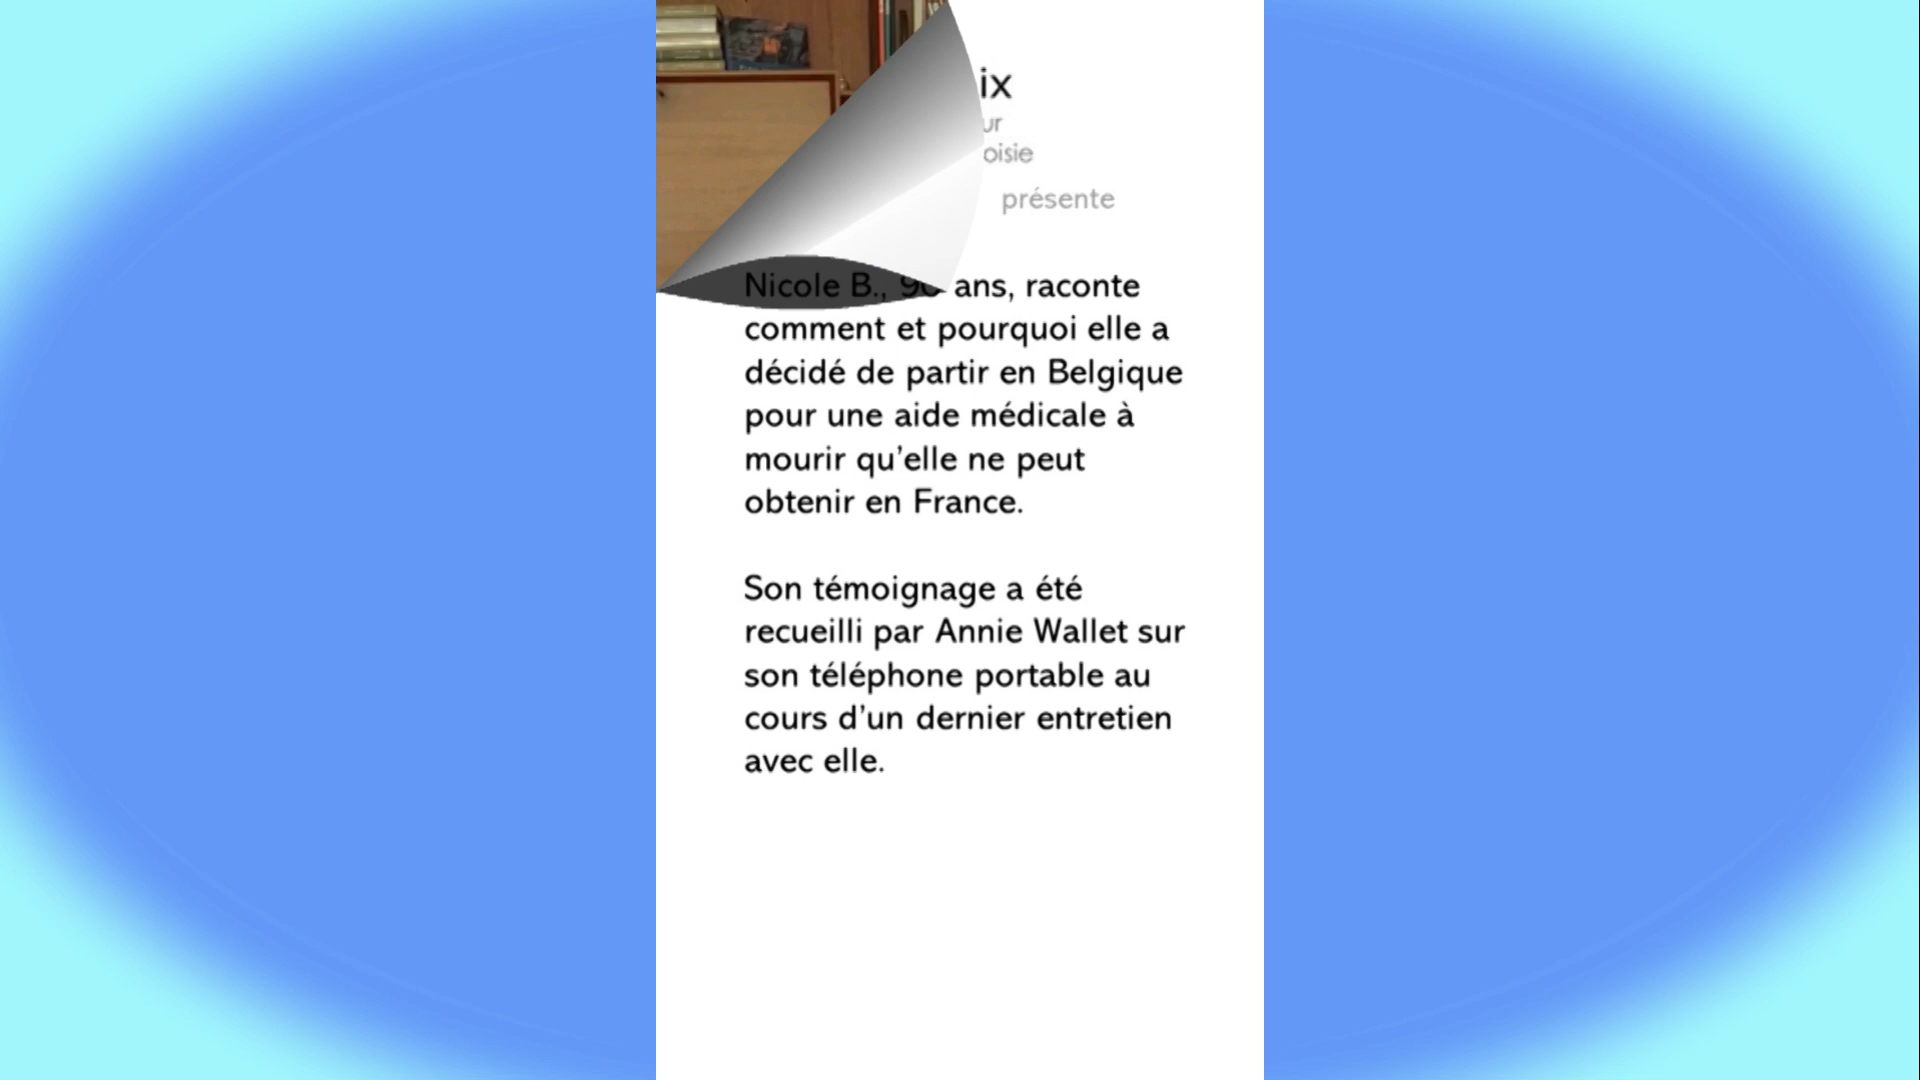 ix
ur
oisie
présente
Nicole B., 90 ans, raconte
comment et pourquoi elle a
décidé de partir en Belgique
pour une aide médicale à
mourir qu’elle ne peut
obtenir en France.
Son témoignage a été
recueilli par Annie Wallet sur
son téléphone portable au
cours d’un dernier entretien
avec elle.